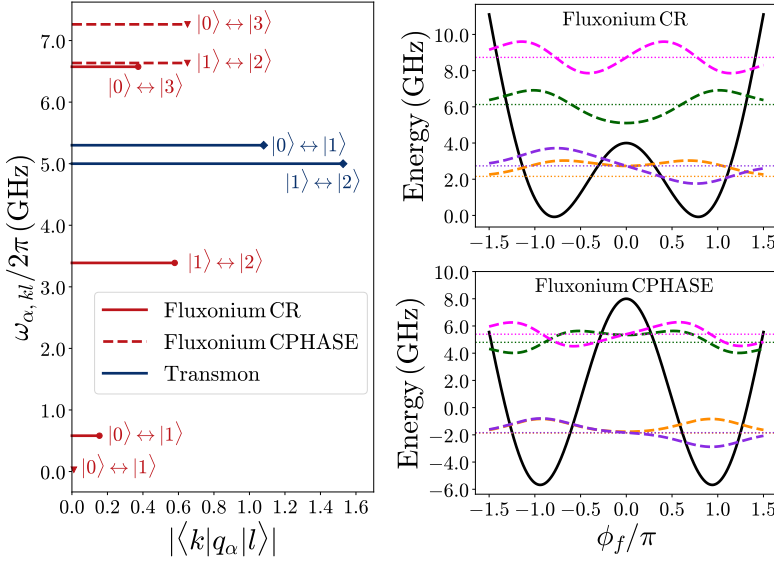 7.0
6.0
5.0
4.0
3.0
2.0
1.0
0.0
ω_{α, kl}/2π (GHz)
|0⟩↔|3⟩
|1⟩↔|2⟩
|0⟩↔|3⟩
|0⟩↔|1⟩
|1⟩↔|2⟩
|1⟩↔|2⟩
Fluxonium CR
Fluxonium CPHASE
Transmon
|0⟩↔|1⟩
|0⟩↔|1⟩
0.0 0.2 0.4 0.6 0.8 1.0 1.2 1.4 1.6
|⟨k|q_α|l⟩|
Fluxonium CR
Energy (GHz)
10.0
8.0
6.0
4.0
2.0
0.0
−1.5 −1.0 −0.5 0.0 0.5 1.0 1.5
Fluxonium CPHASE
Energy (GHz)
10.0
8.0
6.0
4.0
2.0
0.0
−2.0
−4.0
−6.0
−1.5 −1.0 −0.5 0.0 0.5 1.0 1.5
ϕ_f/π